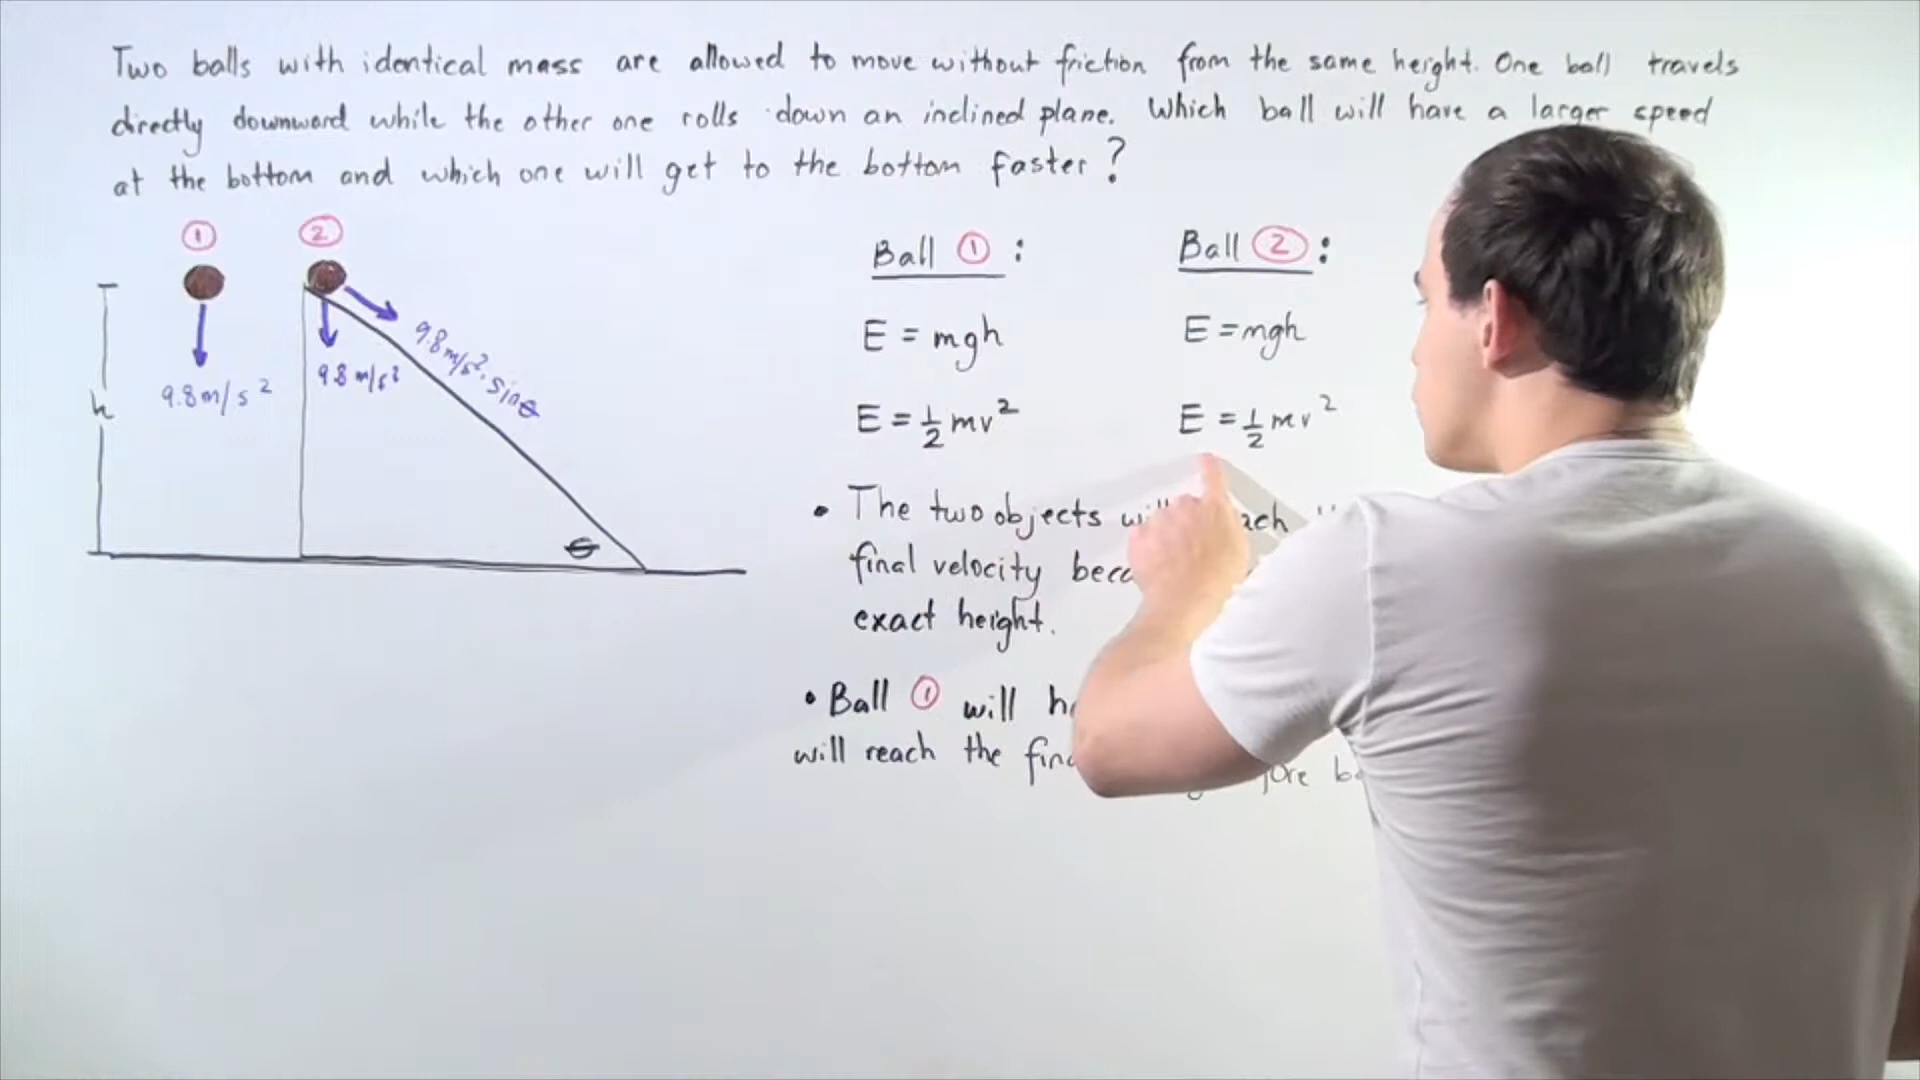 Two balls with identical mass are allowed to move without friction from the same height. One ball travels
directly downward while the other one rolls down an inclined plane. Which ball will have a larger speed
at the bottom and which one will get to the bottom faster?
① ②
9.8m/s²
9.8 m/s²
9.8m/s²·sinθ
h
θ
Ball ① :
E = mgh
E = ½mv²
Ball ② :
E = mgh
E = ½mv²
• The two objects
final velocity
exact height.
• Ball ① will
will reach the